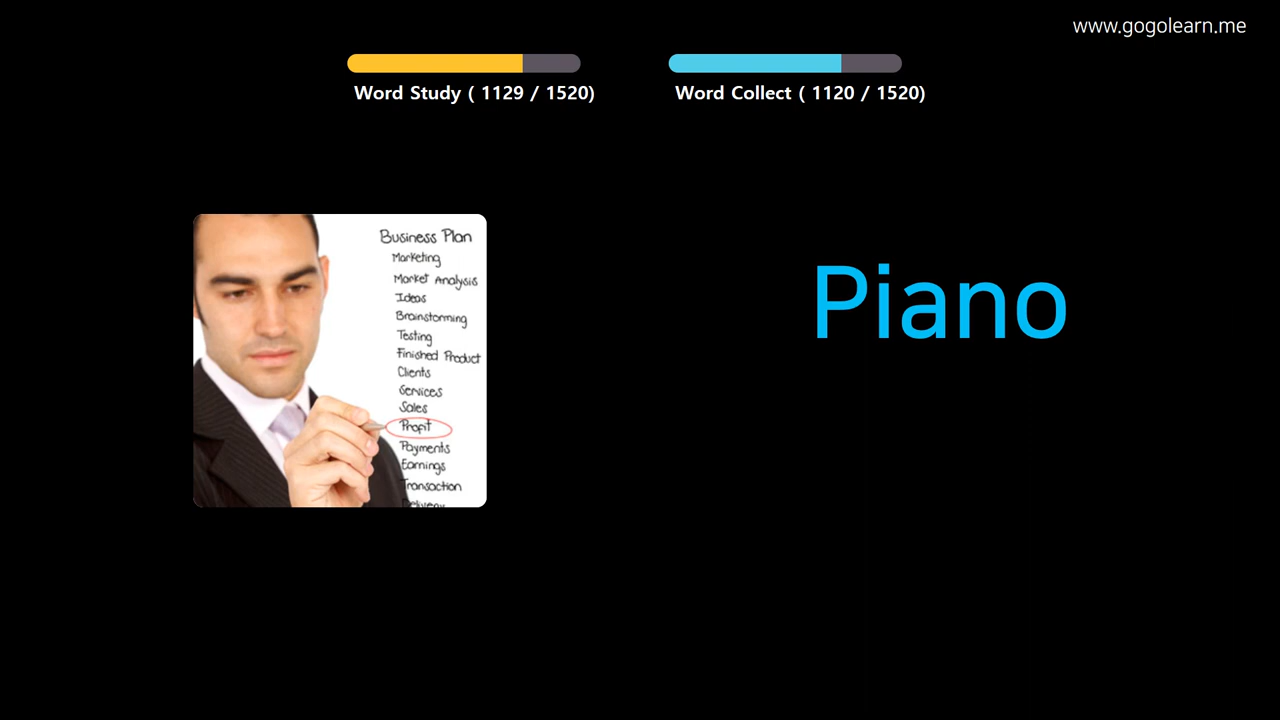 www.gogolearn.me
Word Study ( 1129 / 1520)
Word Collect ( 1120 / 1520)
Piano
Business Plan
Marketing
Market Analysis
Ideas
Brainstorming
Testing
Finished Product
Clients
Services
Sales
Profit
Payments
Earnings
Transaction
Delivery